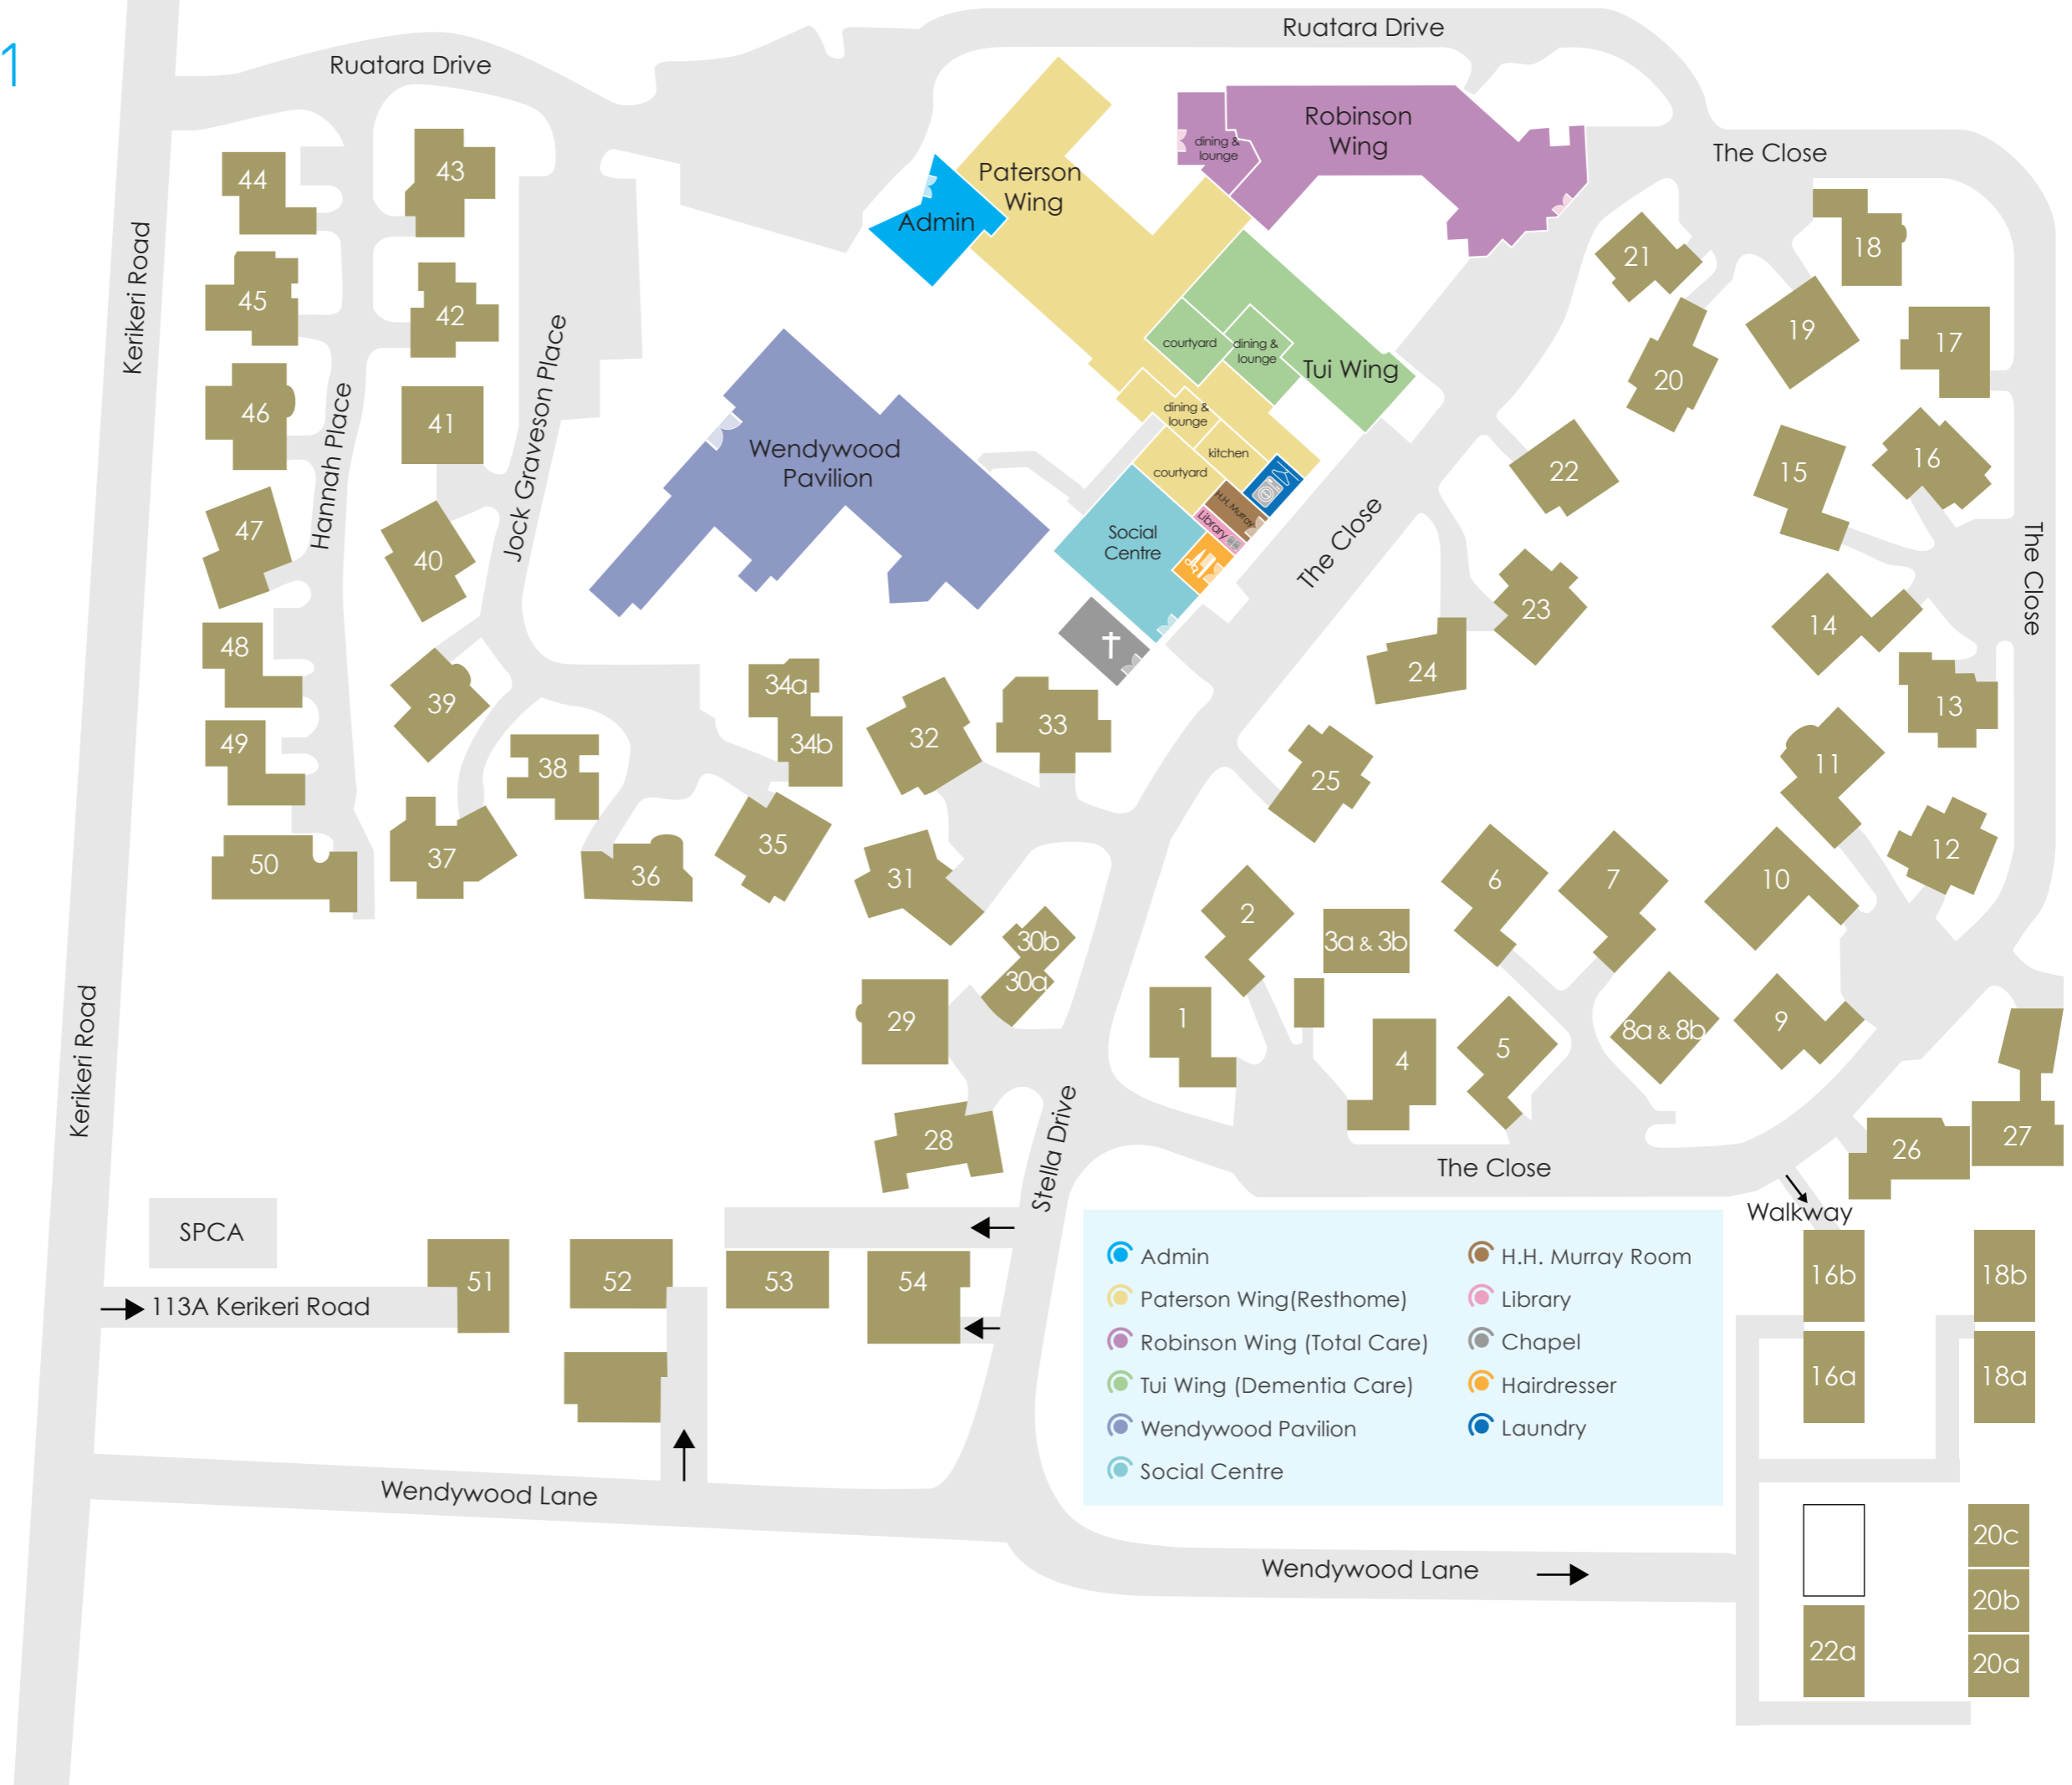 1
Ruatara Drive
Ruatara Drive
Kerikeri Road
Hannah Place
Jock Graveson Place
The Close
The Close
The Close
Admin
Paterson
Wing
dining &
lounge
Robinson
Wing
courtyard
dining &
lounge
Tui Wing
dining &
lounge
kitchen
courtyard
H.H. Murray
Library
Social
Centre
Wendywood
Pavilion
44
43
45
42
46
41
47
40
48
39
49
38
50
37
36
35
34a
34b
32
33
31
30b
30a
29
28
21
18
19
17
20
22
15
16
23
14
24
13
25
11
12
6
7
10
2
3a & 3b
1
4
5
8a & 8b
9
26
27
Kerikeri Road
Stella Drive
The Close
Walkway
SPCA
113A Kerikeri Road
51
52
53
54
Admin
Paterson Wing(Resthome)
Robinson Wing (Total Care)
Tui Wing (Dementia Care)
Wendywood Pavilion
Social Centre
H.H. Murray Room
Library
Chapel
Hairdresser
Laundry
16b
18b
16a
18a
20c
20b
22a
20a
Wendywood Lane
Wendywood Lane